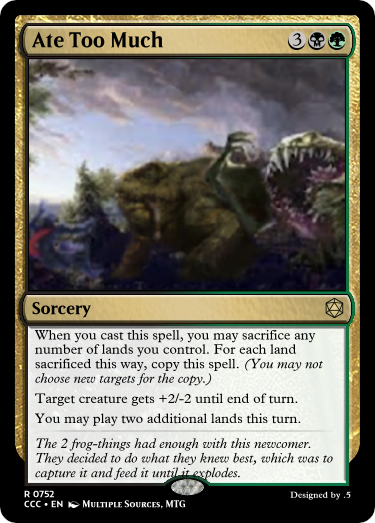 Ate Too Much
3
Sorcery
When you cast this spell, you may sacrifice any
number of lands you control. For each land
sacrificed this way, copy this spell. (You may not
choose new targets for the copy.)
Target creature gets +2/-2 until end of turn.
You may play two additional lands this turn.
The 2 frog-things had enough with this newcomer.
They decided to do what they knew best, which was to
capture it and feed it until it explodes.
R 0752
Designed by .5
CCC • EN MULTIPLE SOURCES, MTG